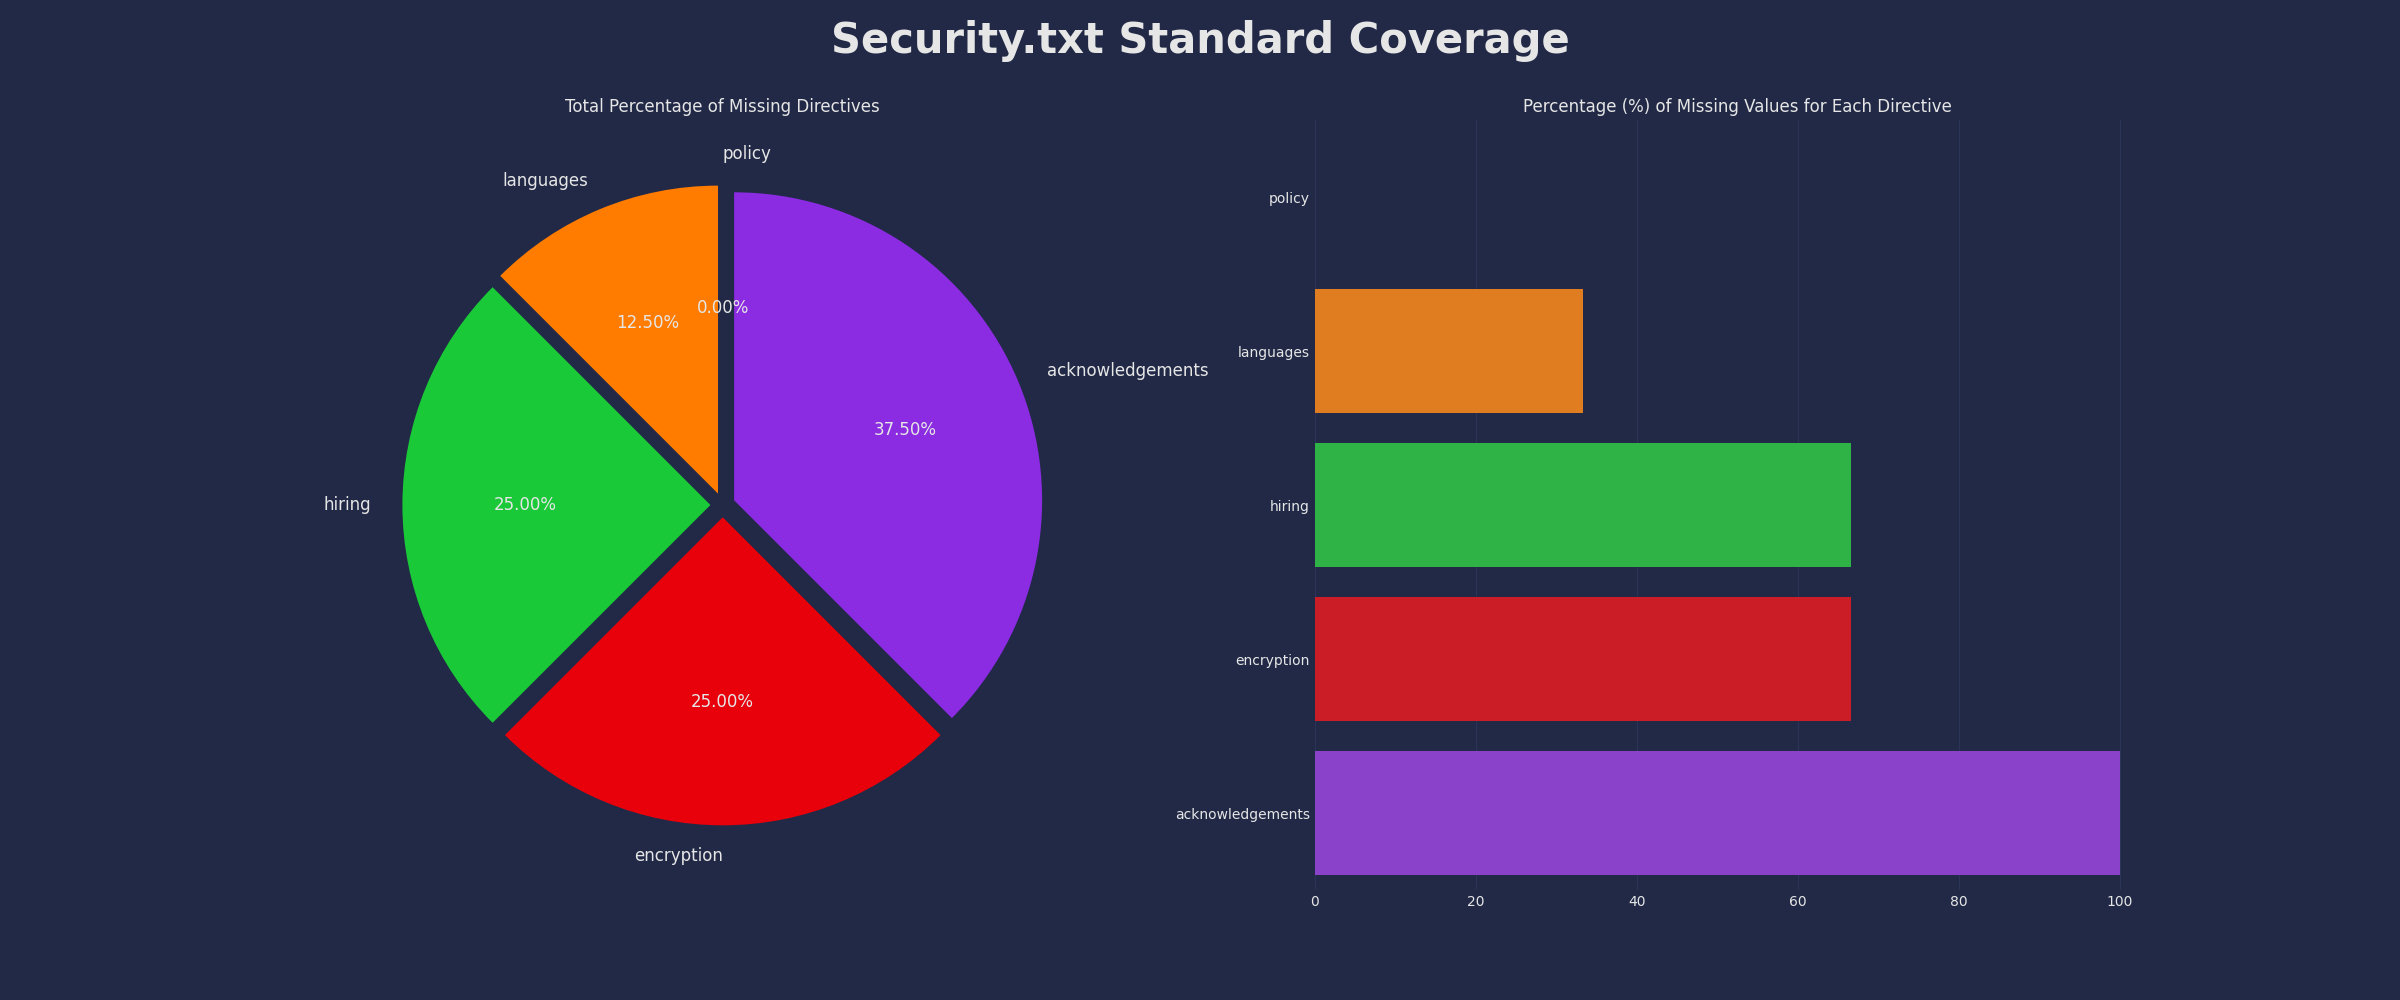 Security.txt Standard Coverage
Total Percentage of Missing Directives
policy
languages
0.00%
12.50%
acknowledgements
37.50%
hiring
25.00%
25.00%
encryption
Percentage (%) of Missing Values for Each Directive
policy
languages
hiring
encryption
acknowledgements
0 20 40 60 80 100